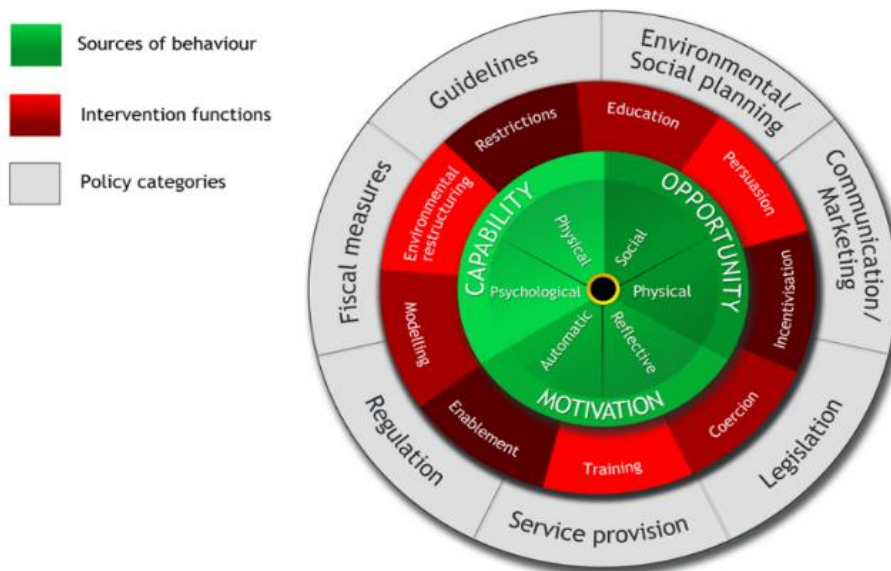 Sources of behaviour
Intervention functions
Policy categories
Guidelines
Environmental/
Social planning
Communication/
Marketing
Legislation
Service provision
Regulation
Fiscal measures
Restrictions
Education
Persuasion
Incentivisation
Coercion
Training
Enablement
Modelling
Environmental
restructuring
CAPABILITY
OPPORTUNITY
MOTIVATION
Physical
Social
Physical
Reflective
Automatic
Psychological